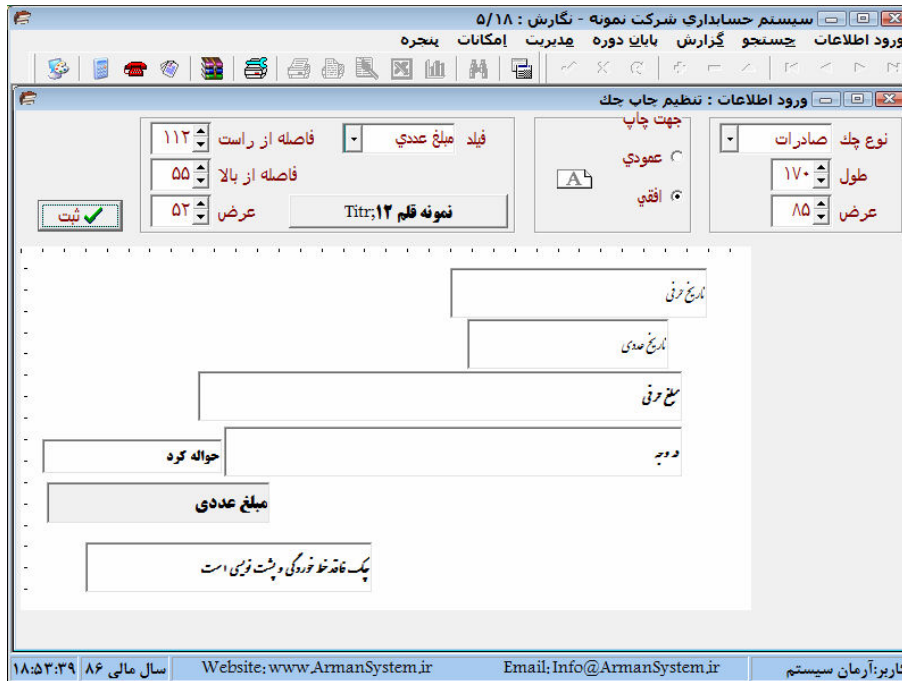 سیستم حسابداري شرکت نمونه - نگارش : ۵/۱۸
ورود اطلاعات جستجو گزارش پایان دوره مدیریت امکانات پنجره
ورود اطلاعات : تنظیم چاپ چك
نوع چك صادرات
طول ۱۷۰
عرض ۸۵
جهت چاپ
عمودي
افقي
فیلد مبلغ عددي
فاصله از راست ۱۱۲
فاصله از بالا ۵۵
نمونه قلم Titr;۱۲
عرض ۵۲
ثبت
تاریخ حرفی
تاریخ عددی
مبلغ حرفی
در وجه
حواله کرد
مبلغ عددی
چک فاقد خط خوردگی و پشت نویسی است
کاربر:آرمان سیستم
Email:Info@ArmanSystem.ir
Website:www.ArmanSystem.ir
سال مالی ۸۶
۱۸:۵۳:۳۹